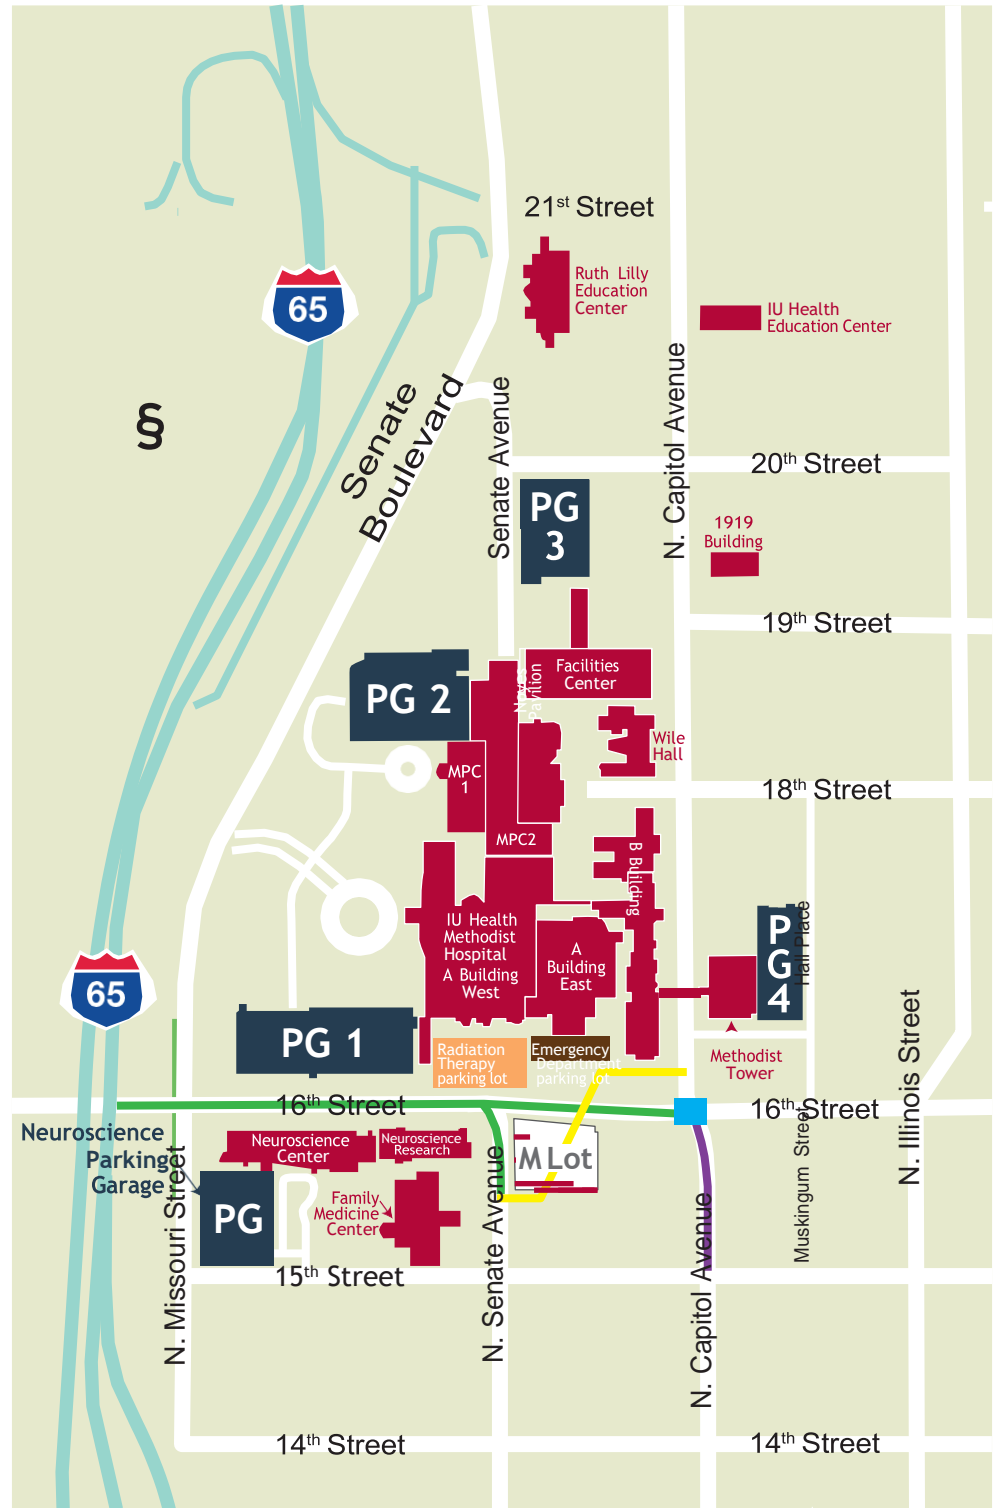 21st Street
Ruth Lilly
Education
Center
65
IU Health
Education Center
Senate
Boulevard
Senate Avenue
N. Capitol Avenue
§
20th Street
PG
3
1919
Building
19th Street
Facilities
Center
Noyes
Pavilion
PG 2
Wile
Hall
MPC
1
18th Street
MPC2
B Building
IU Health
Methodist
Hospital
A Building
West
A
Building
East
P
G
4
Hall Place
65
PG 1
Radiation
Therapy
parking lot
Emergency
Department
parking lot
Methodist
Tower
N. Illinois Street
16th Street
16th Street
Neuroscience
Parking
Garage
Neuroscience
Center
Neuroscience
Research
M Lot
Muskingum Street
PG
Family
Medicine
Center
N. Missouri Street
N. Senate Avenue
N. Capitol Avenue
15th Street
14th Street
14th Street